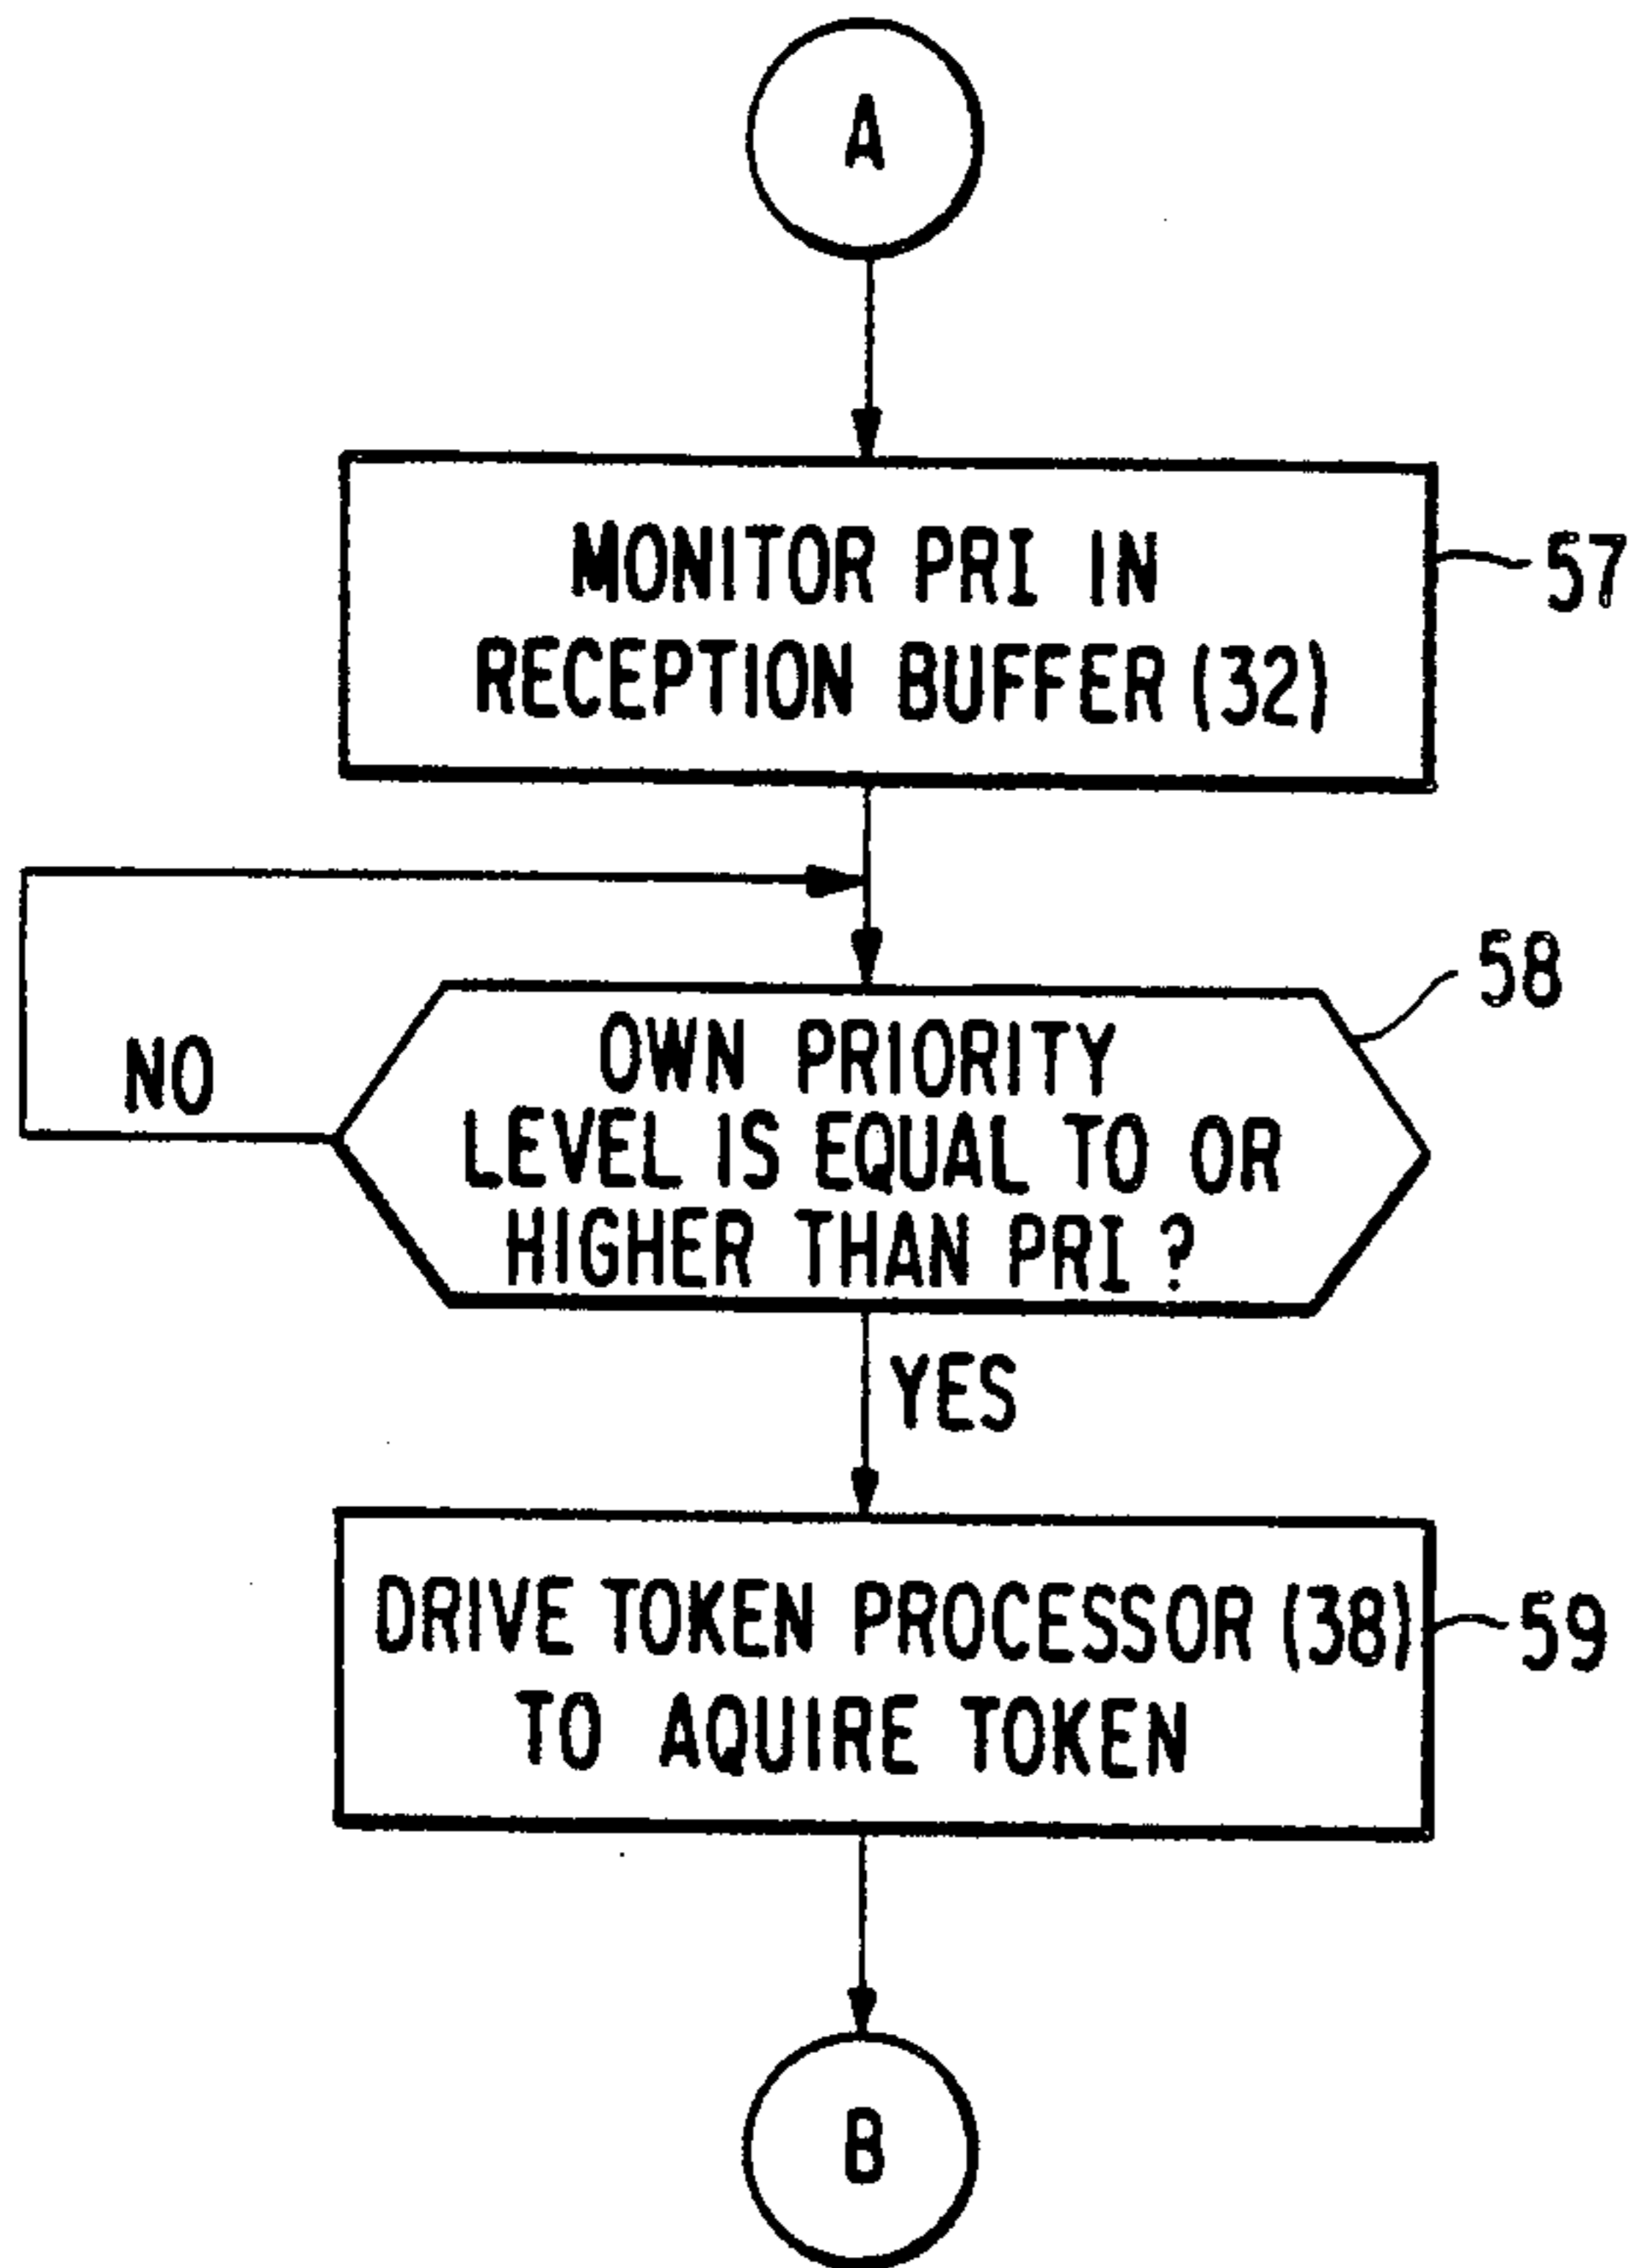 A
MONITOR PRI IN
RECEPTION BUFFER (32)
57
58
NO
OWN PRIORITY
LEVEL IS EQUAL TO OR
HIGHER THAN PRI ?
YES
DRIVE TOKEN PROCESSOR (38)
TO AQUIRE TOKEN
59
B